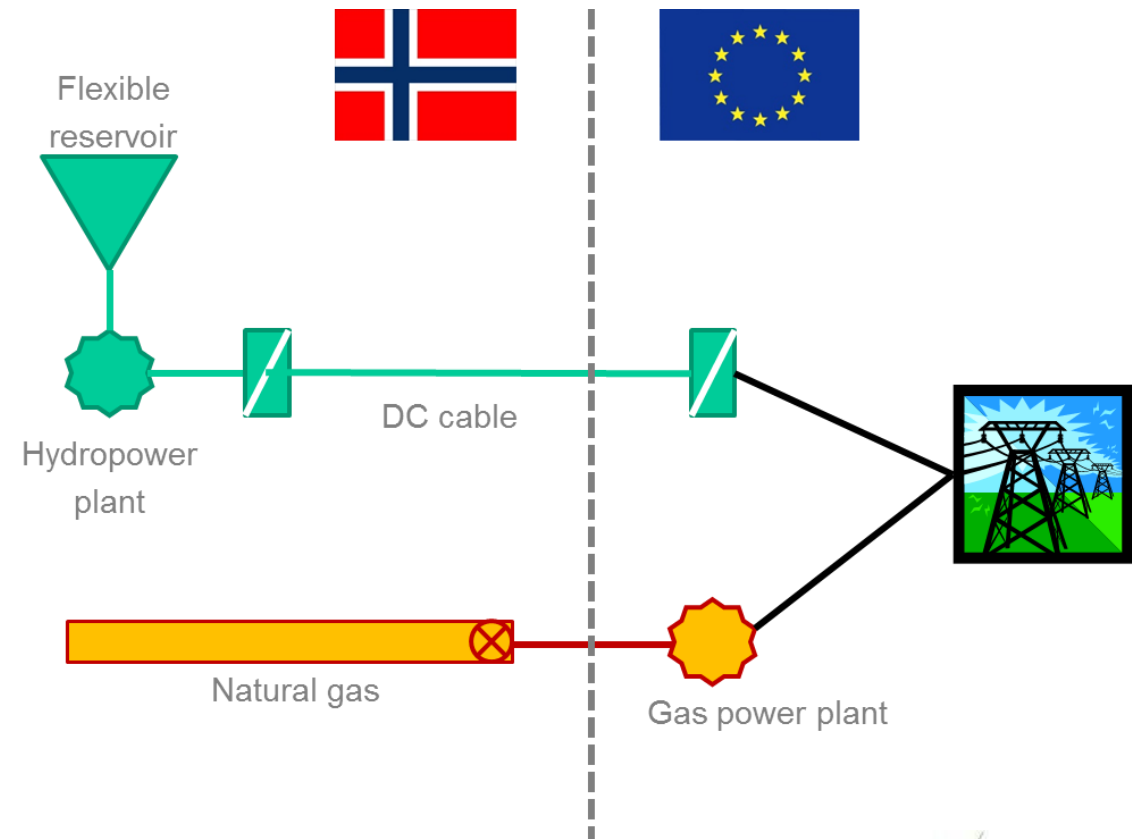 Flexible
reservoir
DC cable
Hydropower
plant
Natural gas
Gas power plant